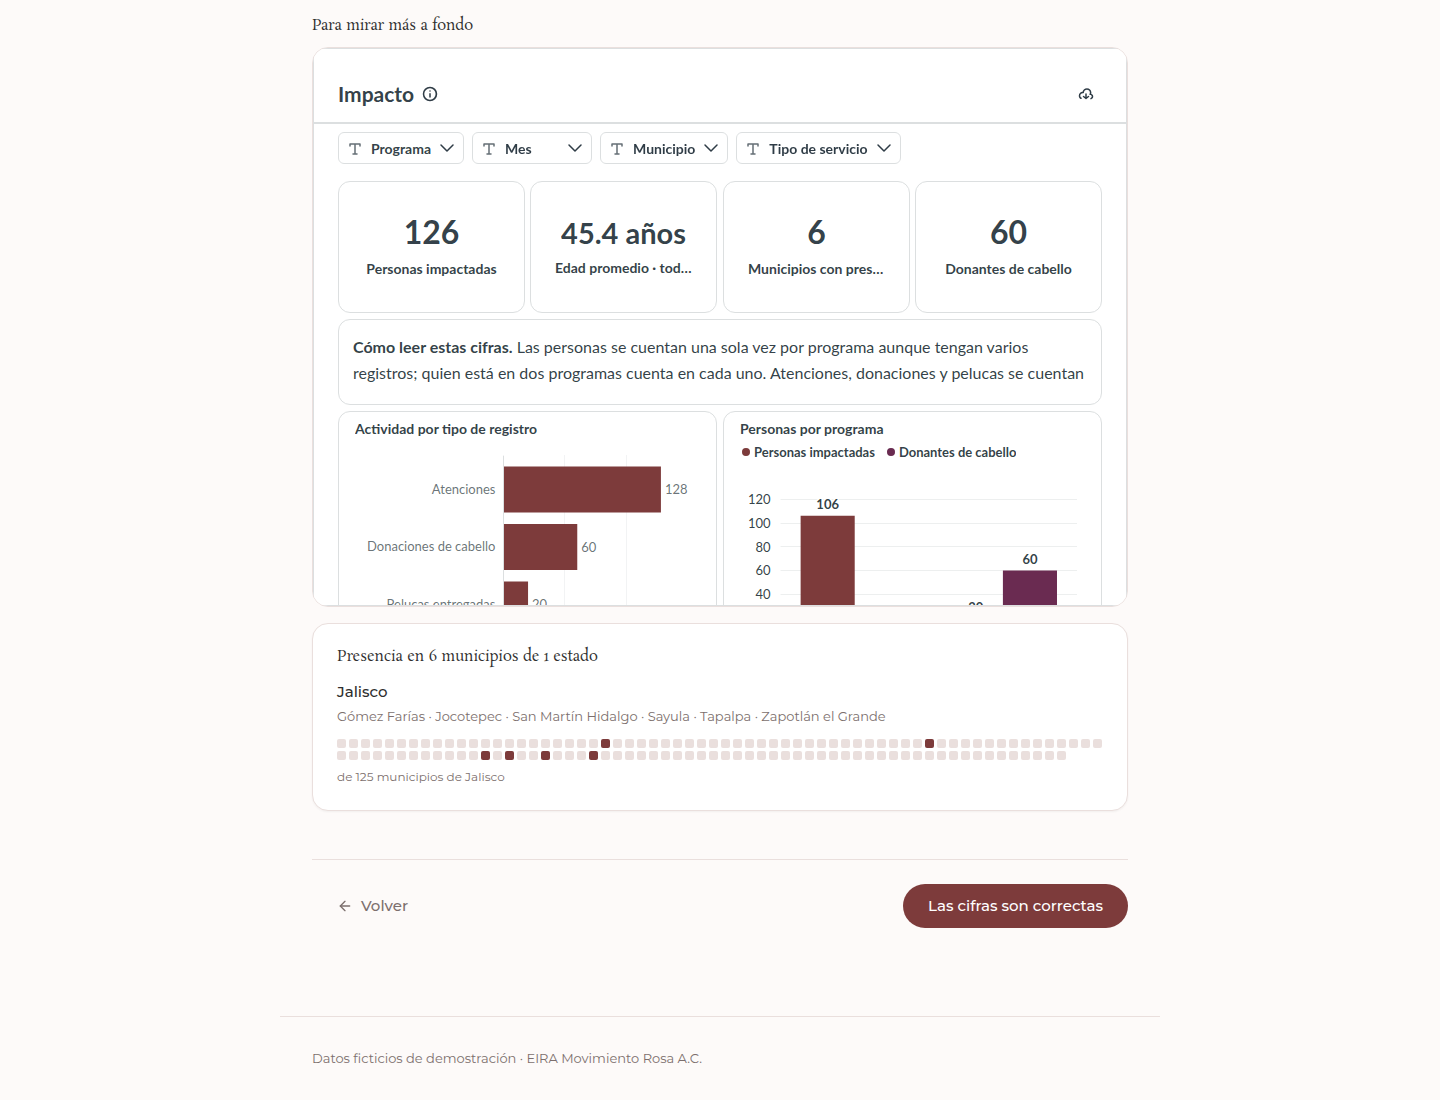 Para mirar más a fondo
Impacto
Programa
Mes
Municipio
Tipo de servicio
126
Personas impactadas
45.4 años
Edad promedio · tod...
6
Municipios con pres...
60
Donantes de cabello
Cómo leer estas cifras. Las personas se cuentan una sola vez por programa aunque tengan varios
registros; quien está en dos programas cuenta en cada uno. Atenciones, donaciones y pelucas se cuentan
Actividad por tipo de registro
Atenciones
128
Donaciones de cabello
60
Pelucas entregadas
20
Personas por programa
Personas impactadas
Donantes de cabello
120
100
80
60
40
106
60
Presencia en 6 municipios de 1 estado
Jalisco
Gómez Farías · Jocotepec · San Martín Hidalgo · Sayula · Tapalpa · Zapotlán el Grande
de 125 municipios de Jalisco
Volver
Las cifras son correctas
Datos ficticios de demostración · EIRA Movimiento Rosa A.C.